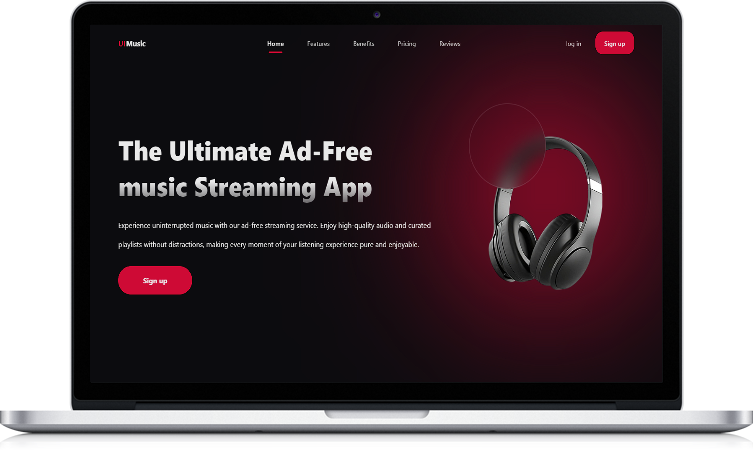 UiMusic
Home Features Benefits Pricing Reviews
log in Sign up
The Ultimate Ad-Free
music Streaming App
Experience uninterrupted music with our ad-free streaming service. Enjoy high-quality audio and curated
playlists without distractions, making every moment of your listening experience pure and enjoyable.
Sign up